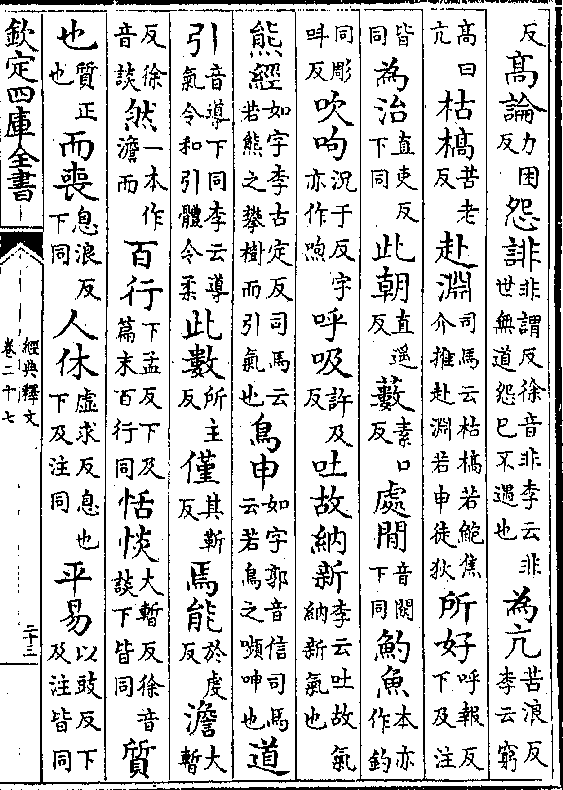 反高論力困反怨誹非謂反徐音非李云非世無道怨已不遇也為亢苦浪反李云窮
高曰亢枯槁苦老反赴淵司馬云枯槁若鮑焦介推赴淵若申徒狄所好呼報反下及注
皆同為治直吏反下同此朝直遥反藪素口反處閒音閑下同魡魚本亦作釣
同彫呌反吹呴況于反字亦作煦呼吸許及反吐故納新李云吐故氣納新氣也
熊經如字李古定反司馬云若熊之攀樹而引氣也鳥申如字郭音信司馬云若鳥之嚬呻也道
引音導下同李云導氣令和引體令柔此數所主反僅其靳反焉能於虔反澹大暫
反徐音談然一本作澹而百行下孟反下及篇末百行同恬惔大暫反徐音談下皆同質
也質正也而喪息浪反下同人休虛求反息也下及注同平易以豉反下及注皆同
欽定四庫全書
經典釋文
卷二十七
二十三